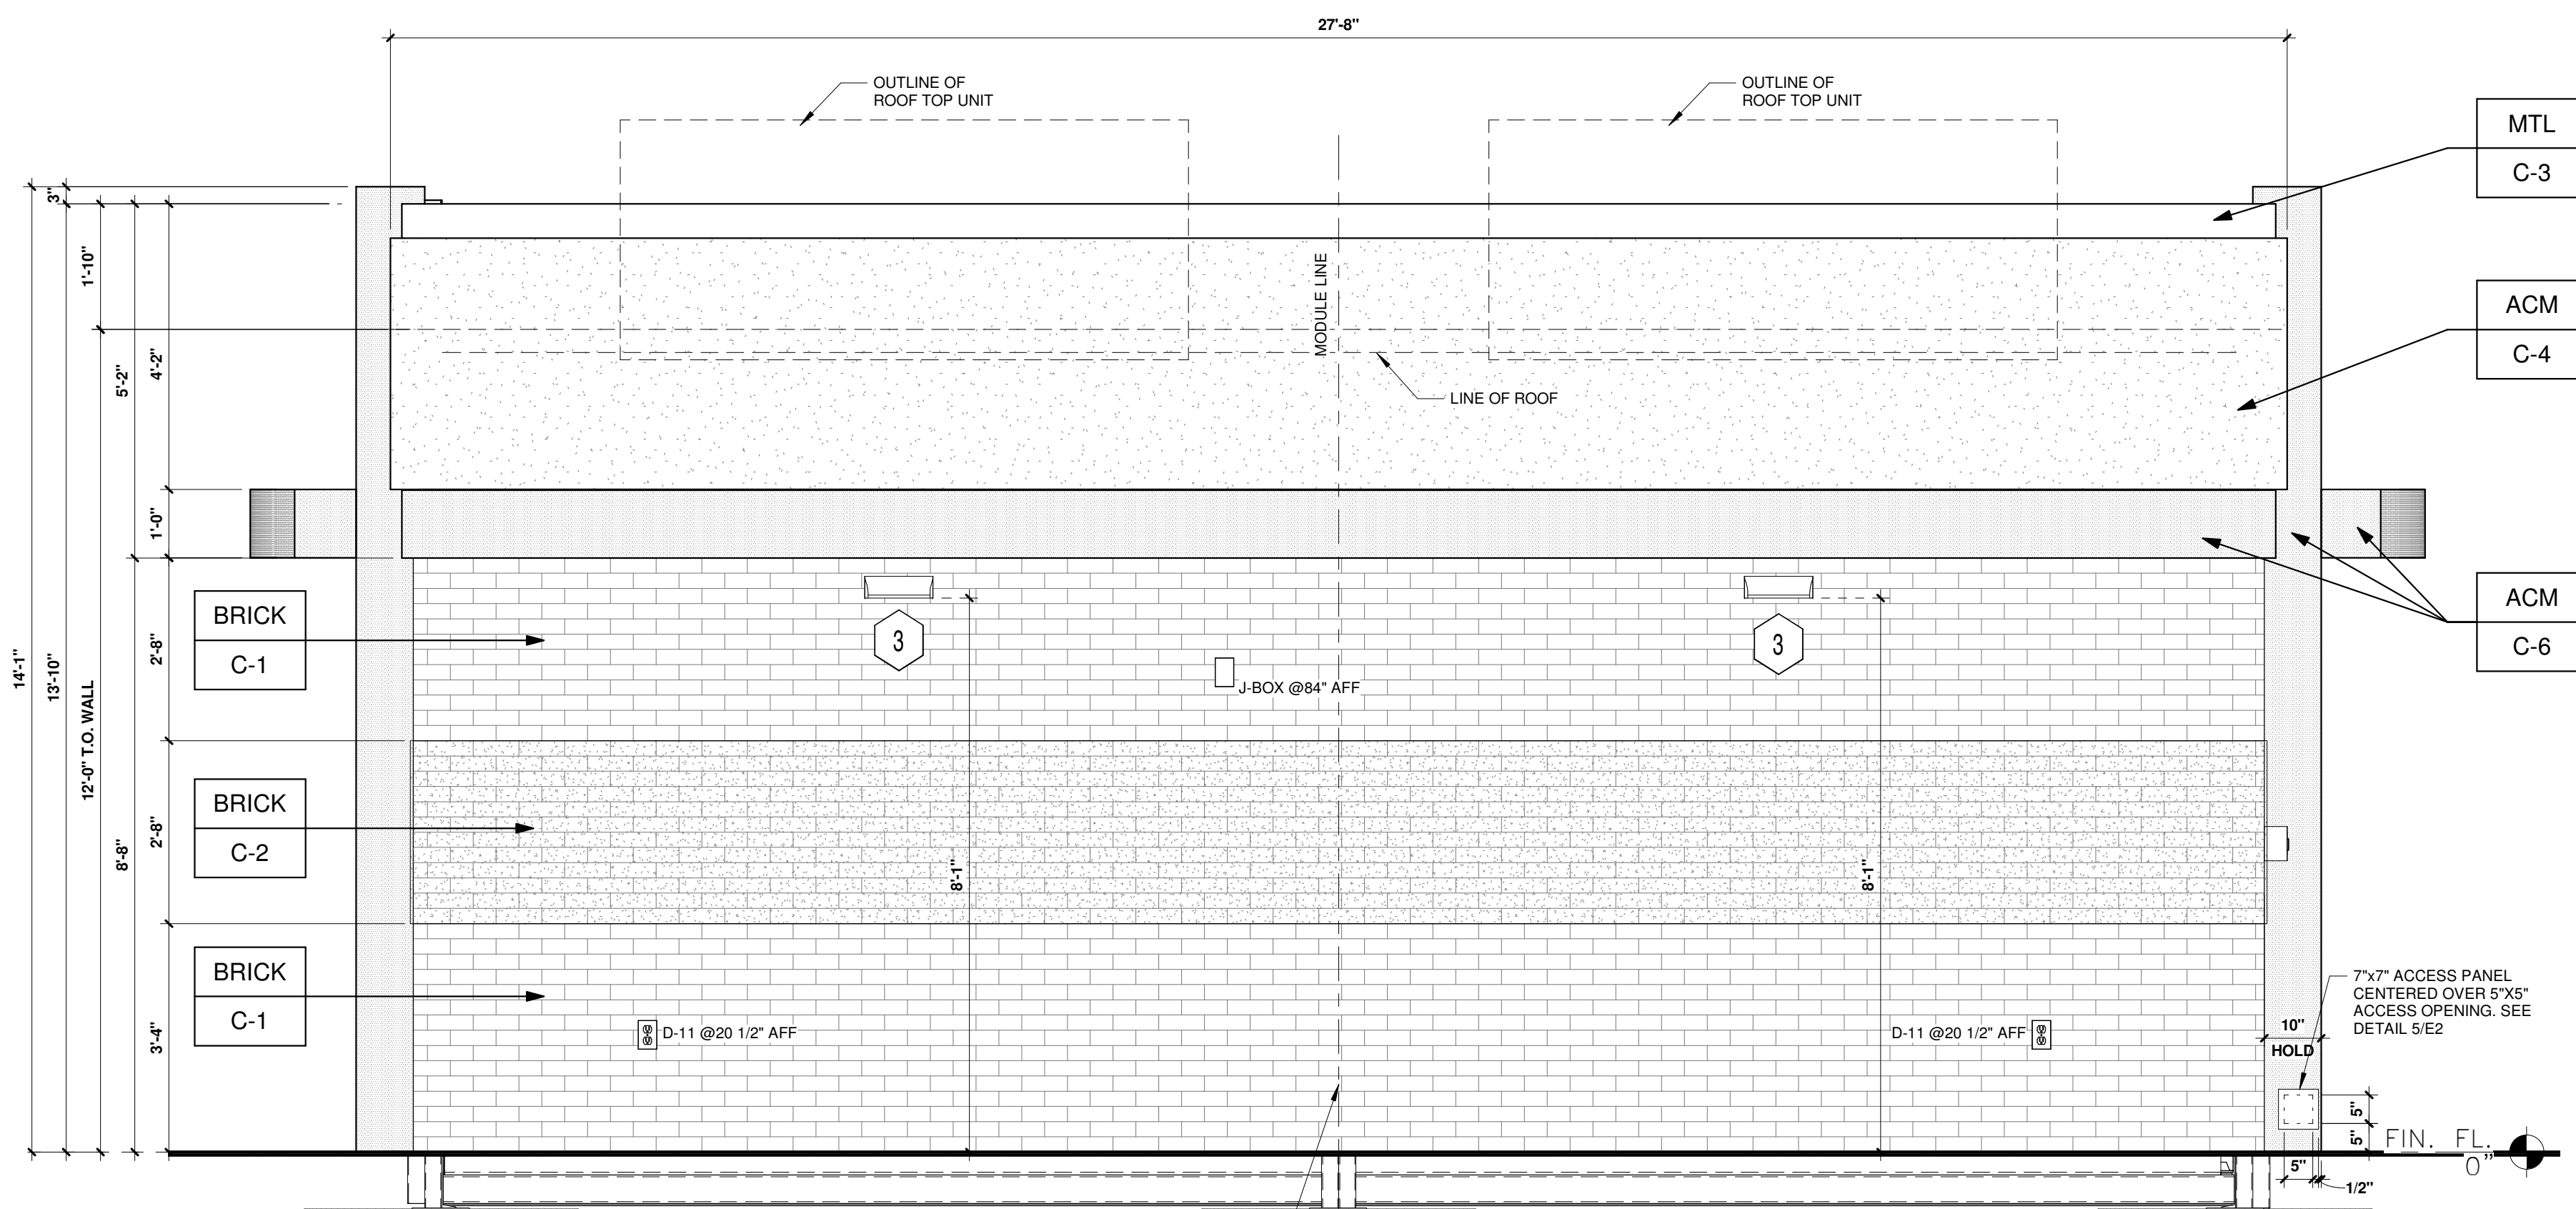 27'-8"
OUTLINE OF
ROOF TOP UNIT
OUTLINE OF
ROOF TOP UNIT
MTL
C-3
3"
1'-10"
MODULE LINE
ACM
C-4
5'-2"
4'-2"
LINE OF ROOF
1'-0"
ACM
C-6
BRICK
C-1
2'-8"
3
3
14'-1"
13'-10"
J-BOX @84" AFF
12'-0" T.O. WALL
BRICK
C-2
2'-8"
8'-8"
8'-1"
8'-1"
BRICK
C-1
3'-4"
D-11 @20 1/2" AFF
D-11 @20 1/2" AFF
7"x7" ACCESS PANEL
CENTERED OVER 5"X5"
ACCESS OPENING. SEE
DETAIL 5/E2
10"
HOLD
5"
5"
FIN. FL.
0"
5"
1/2"